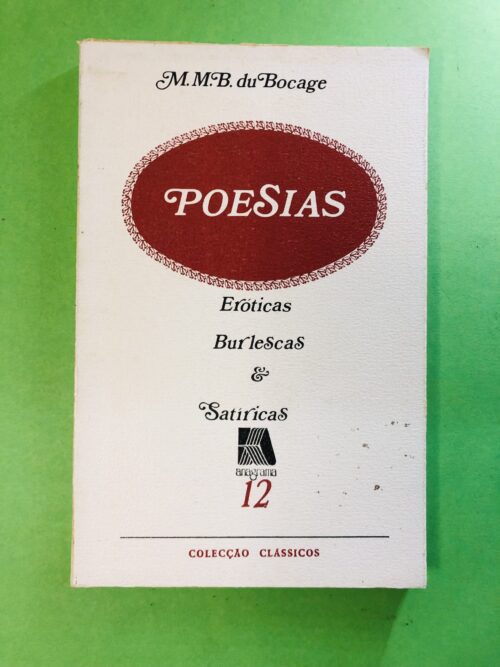 M.M.B. du Bocage
POESIAS
Eróticas
Burlescas
&
Satíricas
anagrama
12
COLECÇÃO CLÁSSICOS